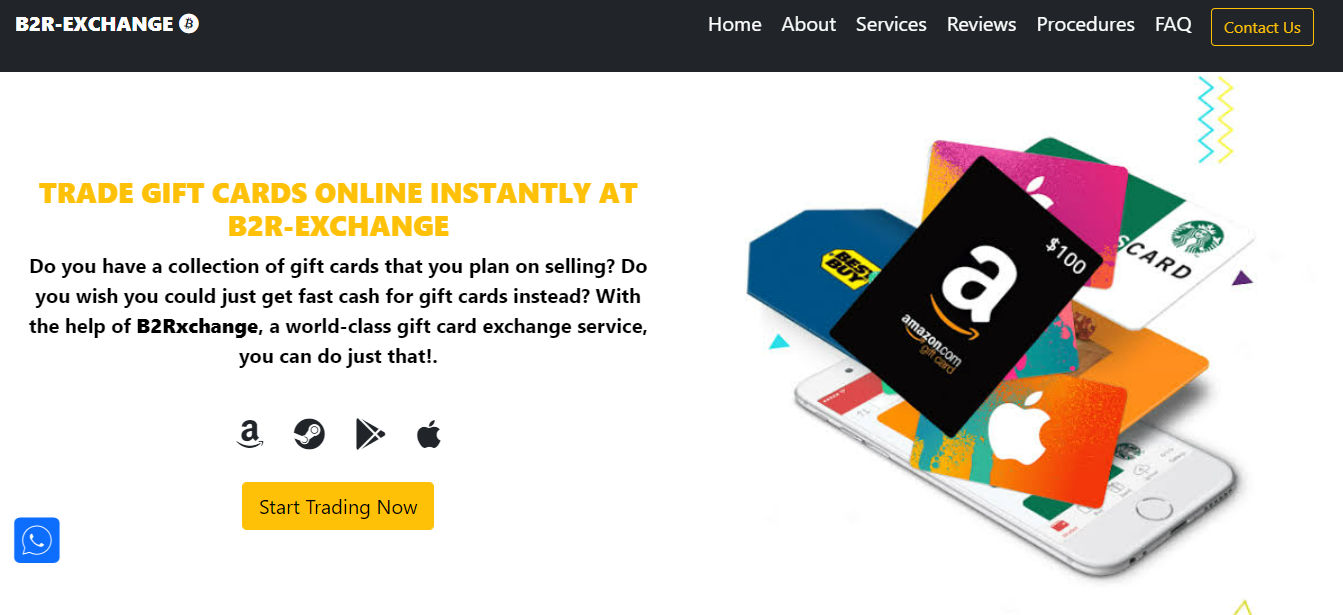 B2R-EXCHANGE
Home About Services Reviews Procedures FAQ Contact Us
TRADE GIFT CARDS ONLINE INSTANTLY AT
B2R-EXCHANGE
Do you have a collection of gift cards that you plan on selling? Do
you wish you could just get fast cash for gift cards instead? With
the help of B2Rxchange, a world-class gift card exchange service,
you can do just that!.
Start Trading Now
BEST
BUY
$100
a
amazon.com
gift card
CARD